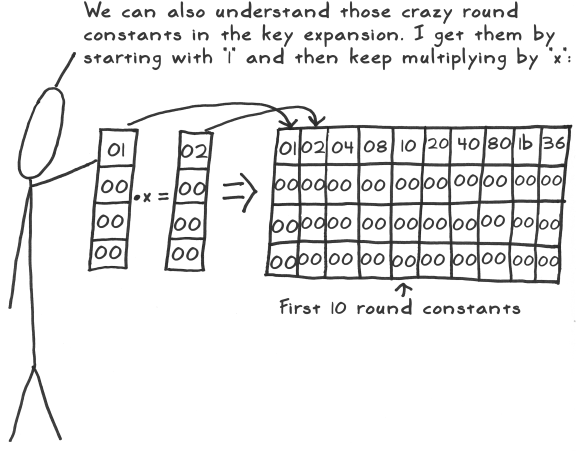 We can also understand those crazy round
constants in the key expansion. I get them by
starting with "1" and then keep multiplying by "x":
01 02 01 02 04 08 10 20 40 80 1b 36
00 00 00 00 00 00 00 00 00 00 00 00
• x = ⇒
00 00 00 00 00 00 00 00 00 00 00 00
00 00 00 00 00 00 00 00 00 00 00 00
First 10 round constants